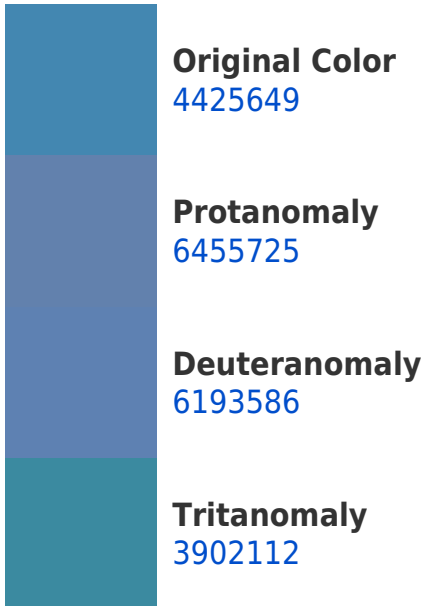 Original Color
4425649
Protanomaly
6455725
Deuteranomaly
6193586
Tritanomaly
3902112